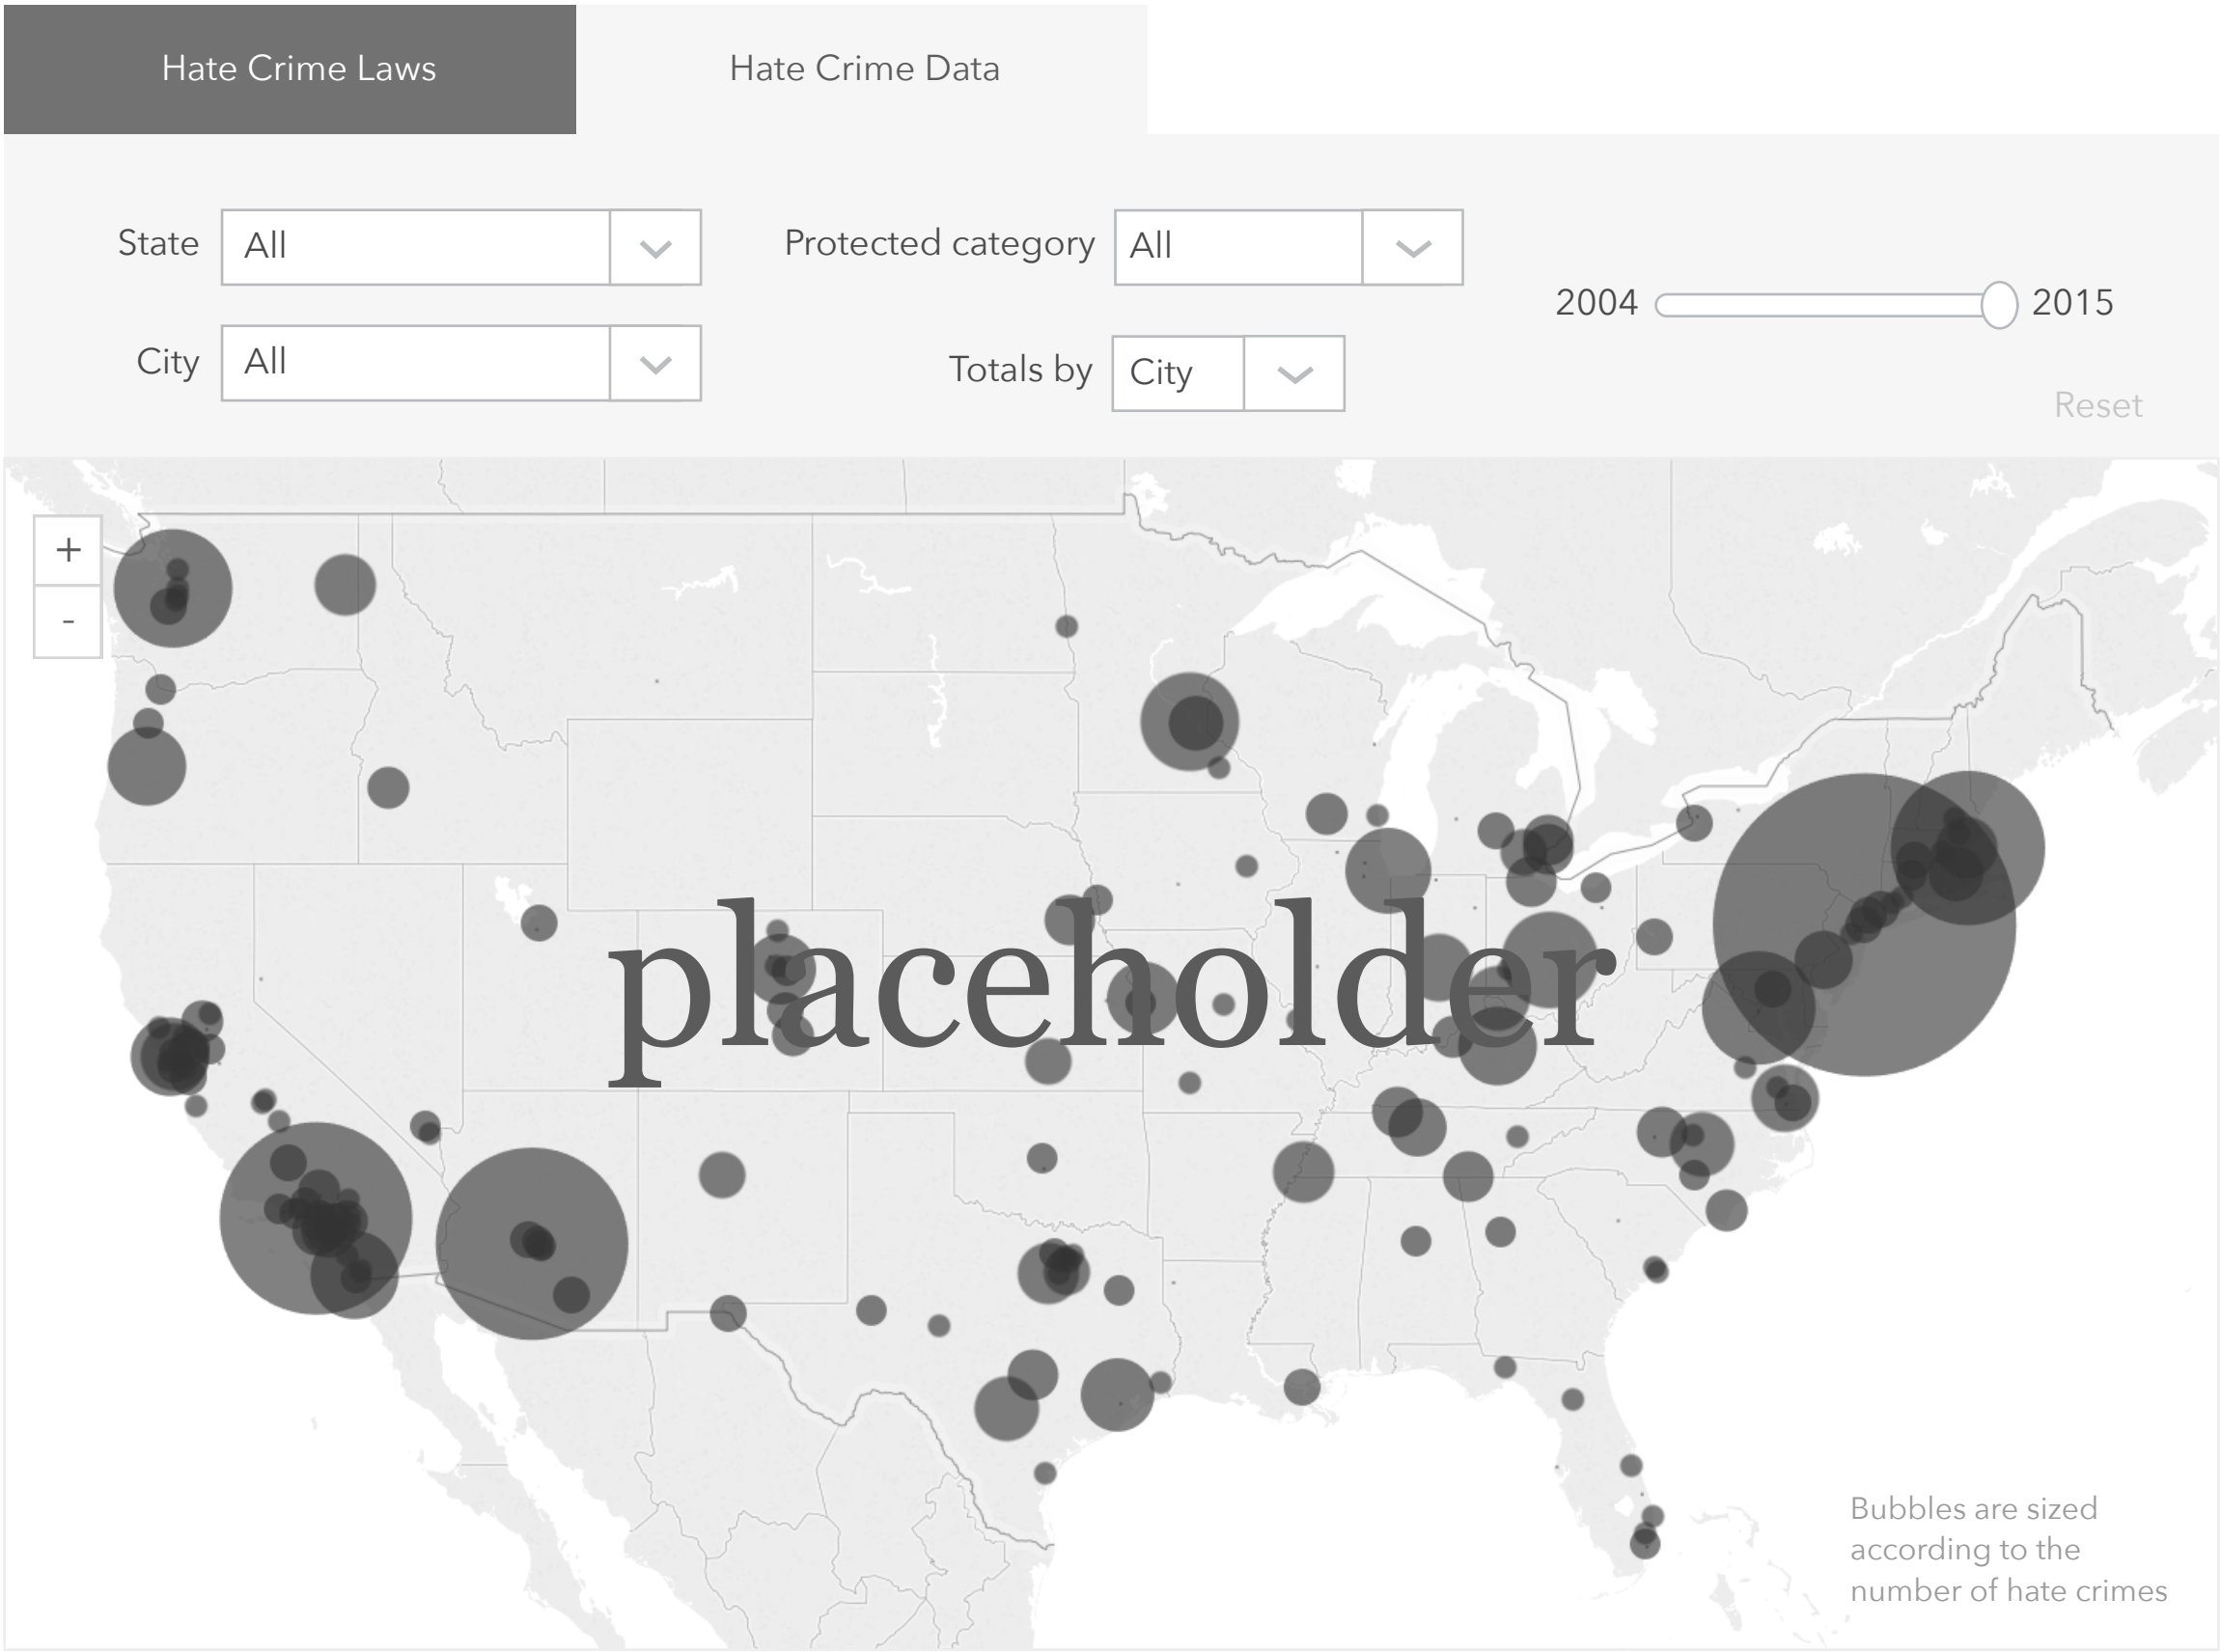 Hate Crime Laws
Hate Crime Data
State All
Protected category All
2004 2015
City All
Totals by City
Reset
+
-
placeholder
Bubbles are sized
according to the
number of hate crimes